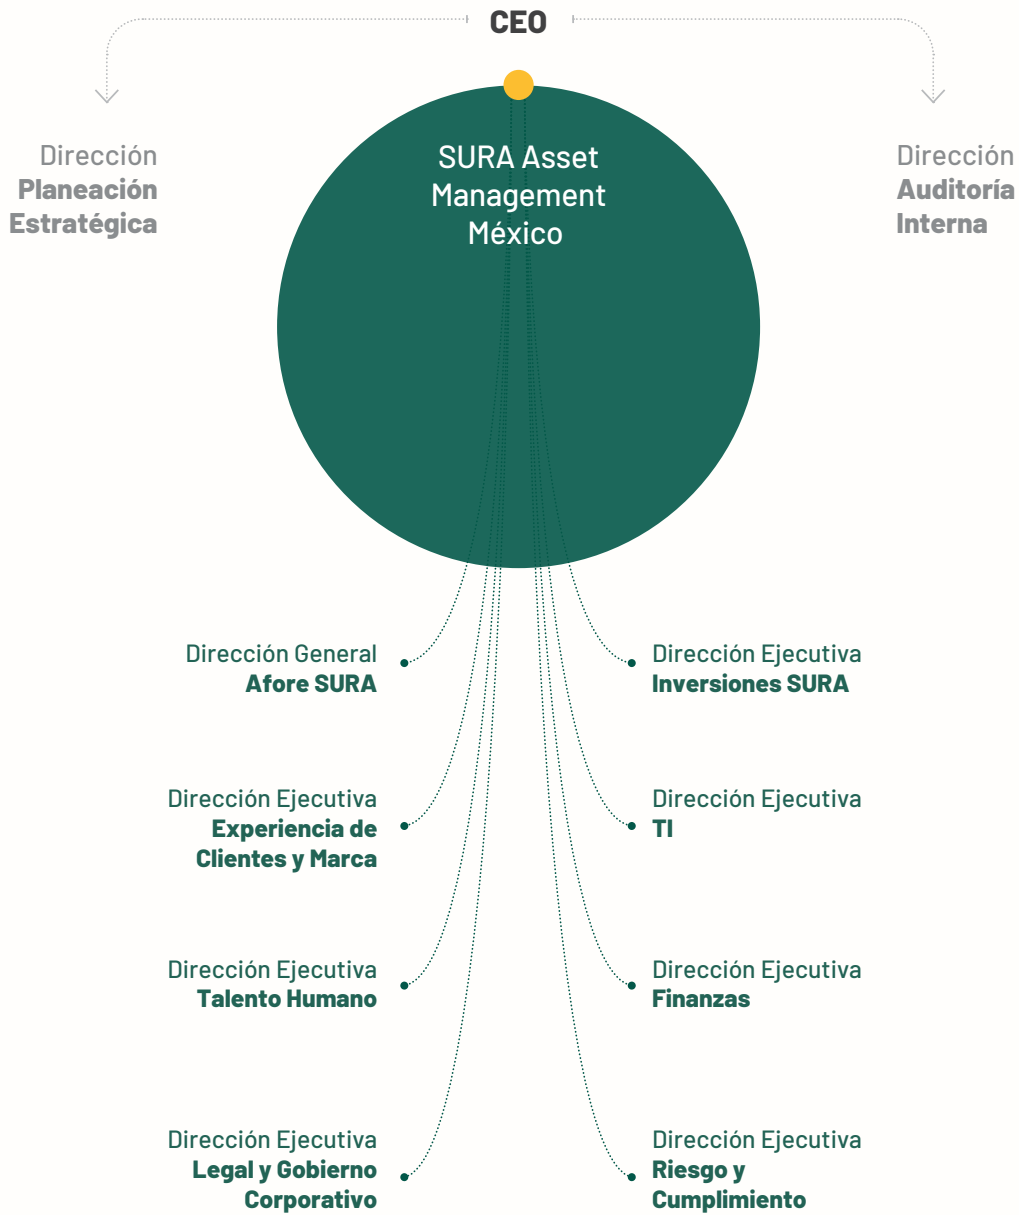 CEO
Dirección
Planeación
Estratégica
Dirección
Auditoría
Interna
SURA Asset
Management
México
Dirección General
Afore SURA
Dirección Ejecutiva
Inversiones SURA
Dirección Ejecutiva
Experiencia de
Clientes y Marca
Dirección Ejecutiva
TI
Dirección Ejecutiva
Talento Humano
Dirección Ejecutiva
Finanzas
Dirección Ejecutiva
Legal y Gobierno
Corporativo
Dirección Ejecutiva
Riesgo y
Cumplimiento